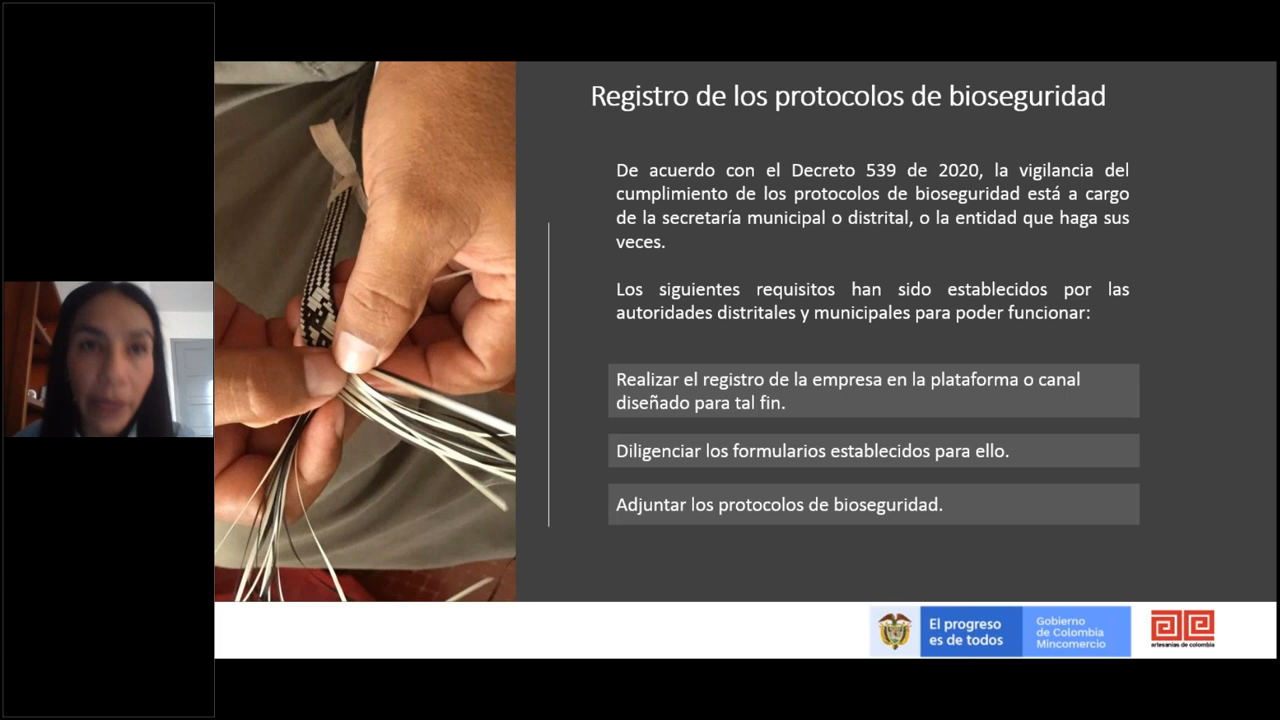 Registro de los protocolos de bioseguridad
De acuerdo con el Decreto 539 de 2020, la vigilancia del
cumplimiento de los protocolos de bioseguridad está a cargo
de la secretaría municipal o distrital, o la entidad que haga sus
veces.
Los siguientes requisitos han sido establecidos por las
autoridades distritales y municipales para poder funcionar:
Realizar el registro de la empresa en la plataforma o canal
diseñado para tal fin.
Diligenciar los formularios establecidos para ello.
Adjuntar los protocolos de bioseguridad.
El progreso
es de todos
Gobierno
de Colombia
Mincomercio
artesanías de colombia